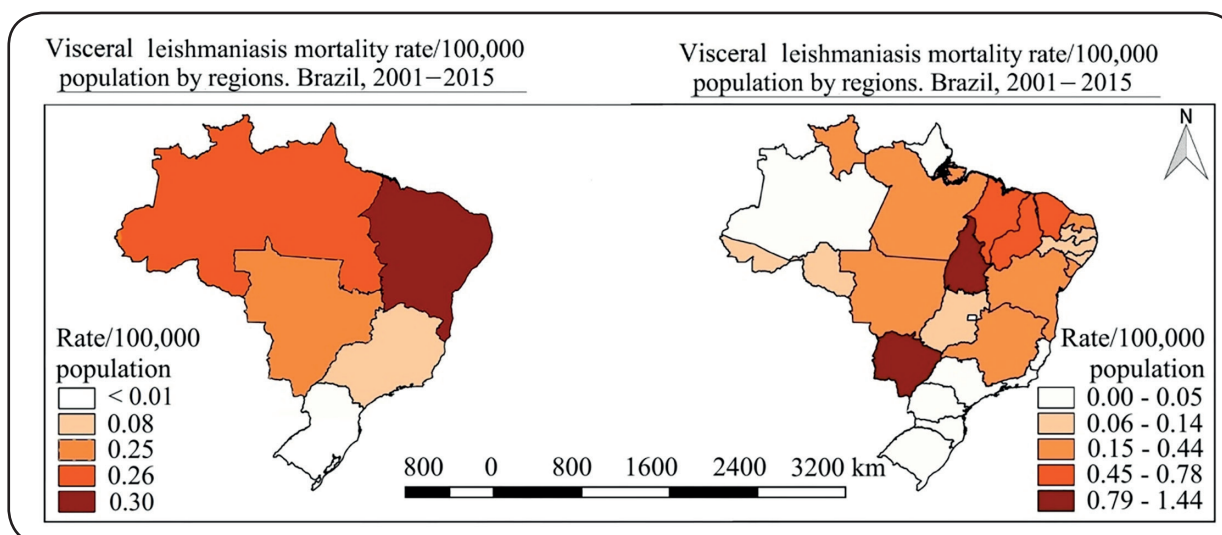 Visceral leishmaniasis mortality rate/100,000
population by regions. Brazil, 2001–2015
Rate/100,000
population
< 0.01
0.08
0.25
0.26
0.30
Visceral leishmaniasis mortality rate/100,000
population by regions. Brazil, 2001–2015
N
Rate/100,000
population
0.00 - 0.05
0.06 - 0.14
0.15 - 0.44
0.45 - 0.78
0.79 - 1.44
800 0 800 1600 2400 3200 km